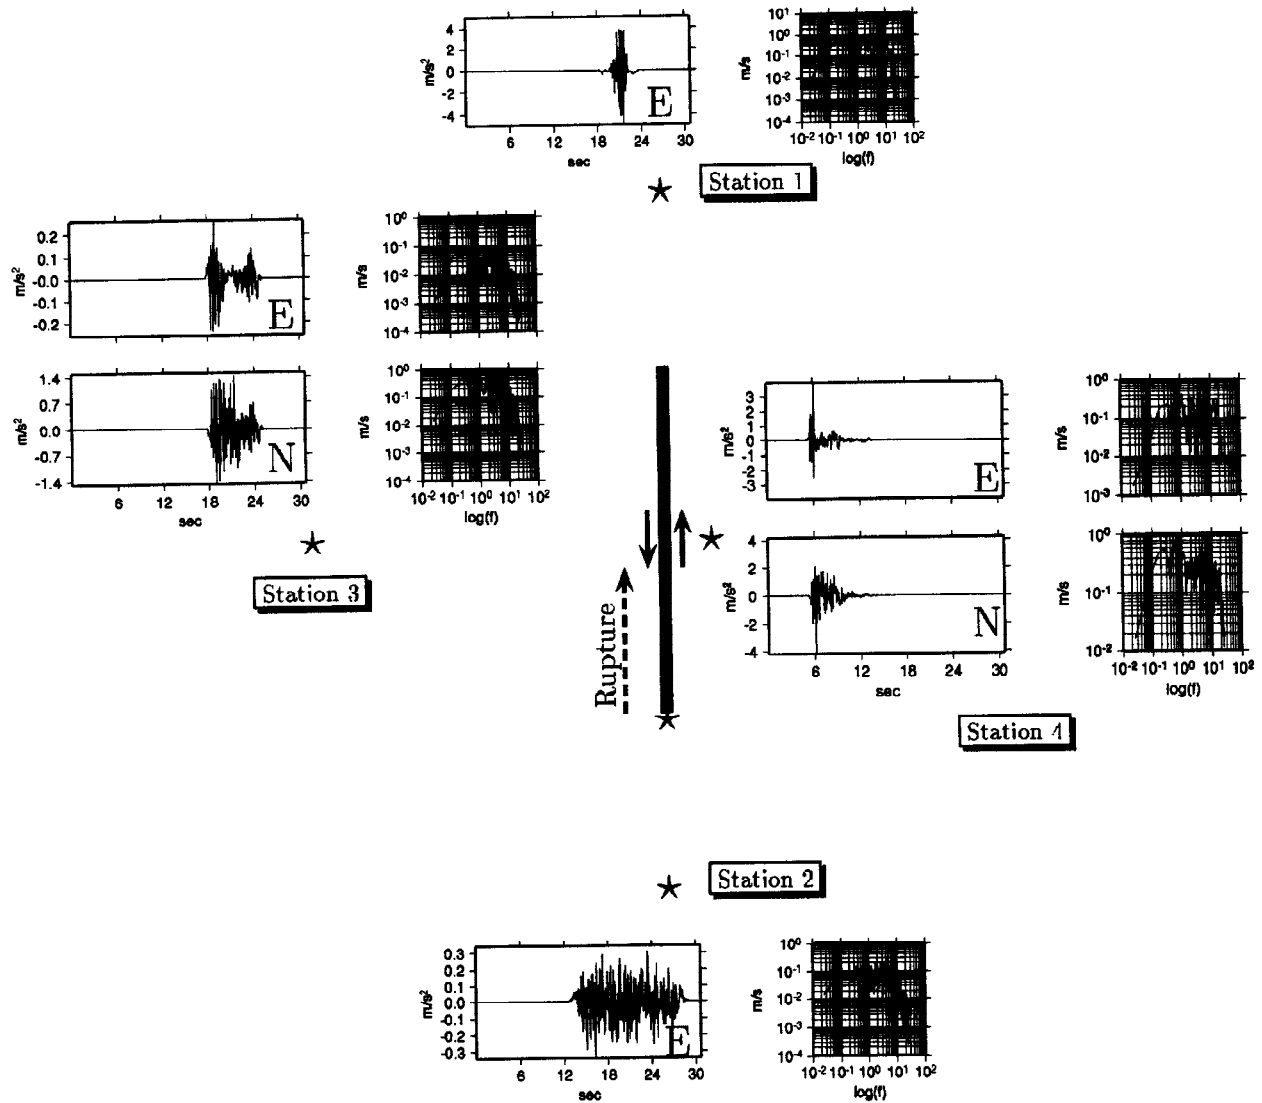 4
2
0
-2
-4
m/s²
E
6 12 18 24 30
sec
10¹
10⁰
10⁻¹
10⁻²
10⁻³
10⁻⁴
m/s
10⁻² 10⁻¹ 10⁰ 10¹ 10²
log(f)
Station 1
0.2
0.1
-0.0
-0.1
-0.2
m/s²
E
10⁰
10⁻¹
10⁻²
10⁻³
10⁻⁴
m/s
1.4
0.7
0.0
-0.7
-1.4
m/s²
N
6 12 18 24 30
sec
10⁰
10⁻¹
10⁻²
10⁻³
10⁻⁴
m/s
10⁻² 10⁻¹ 10⁰ 10¹ 10²
log(f)
Station 3
Rupture
3
2
1
0
-1
-2
-3
m/s²
E
10⁰
10⁻¹
10⁻²
10⁻³
m/s
4
2
0
-2
-4
m/s²
N
6 12 18 24 30
sec
10⁰
10⁻¹
10⁻²
m/s
10⁻² 10⁻¹ 10⁰ 10¹ 10²
log(f)
Station 4
Station 2
0.3
0.2
0.1
0.0
-0.1
-0.2
-0.3
m/s²
E
6 12 18 24 30
sec
10⁰
10⁻¹
10⁻²
10⁻³
10⁻⁴
m/s
10⁻² 10⁻¹ 10⁰ 10¹ 10²
log(f)